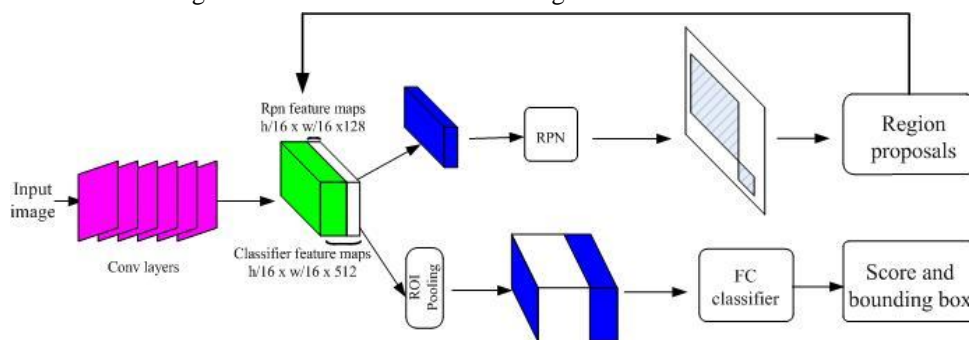 Rpn feature maps
h/16 x w/16 x128
RPN
Region
proposals
Input
image
Conv layers
Classifier feature maps
h/16 x w/16 x 512
ROI
Pooling
FC
classifier
Score and
bounding box